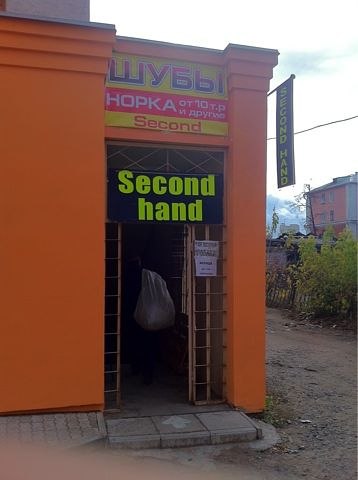 ШУБЫ
НОРКА от 10 т.р
и другие
Second
Second
hand
SECOND HAND